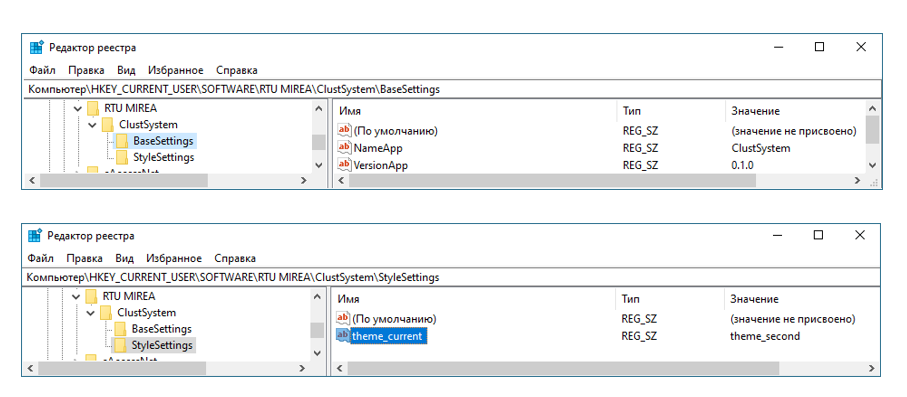 Редактор реестра
Файл Правка Вид Избранное Справка
Компьютер\HKEY_CURRENT_USER\SOFTWARE\RTU MIREA\ClustSystem\BaseSettings
RTU MIREA
ClustSystem
BaseSettings
StyleSettings
Имя Тип Значение
(По умолчанию) REG_SZ (значение не присвоено)
NameApp REG_SZ ClustSystem
VersionApp REG_SZ 0.1.0
Редактор реестра
Файл Правка Вид Избранное Справка
Компьютер\HKEY_CURRENT_USER\SOFTWARE\RTU MIREA\ClustSystem\StyleSettings
RTU MIREA
ClustSystem
BaseSettings
StyleSettings
Имя Тип Значение
(По умолчанию) REG_SZ (значение не присвоено)
theme_current REG_SZ theme_second